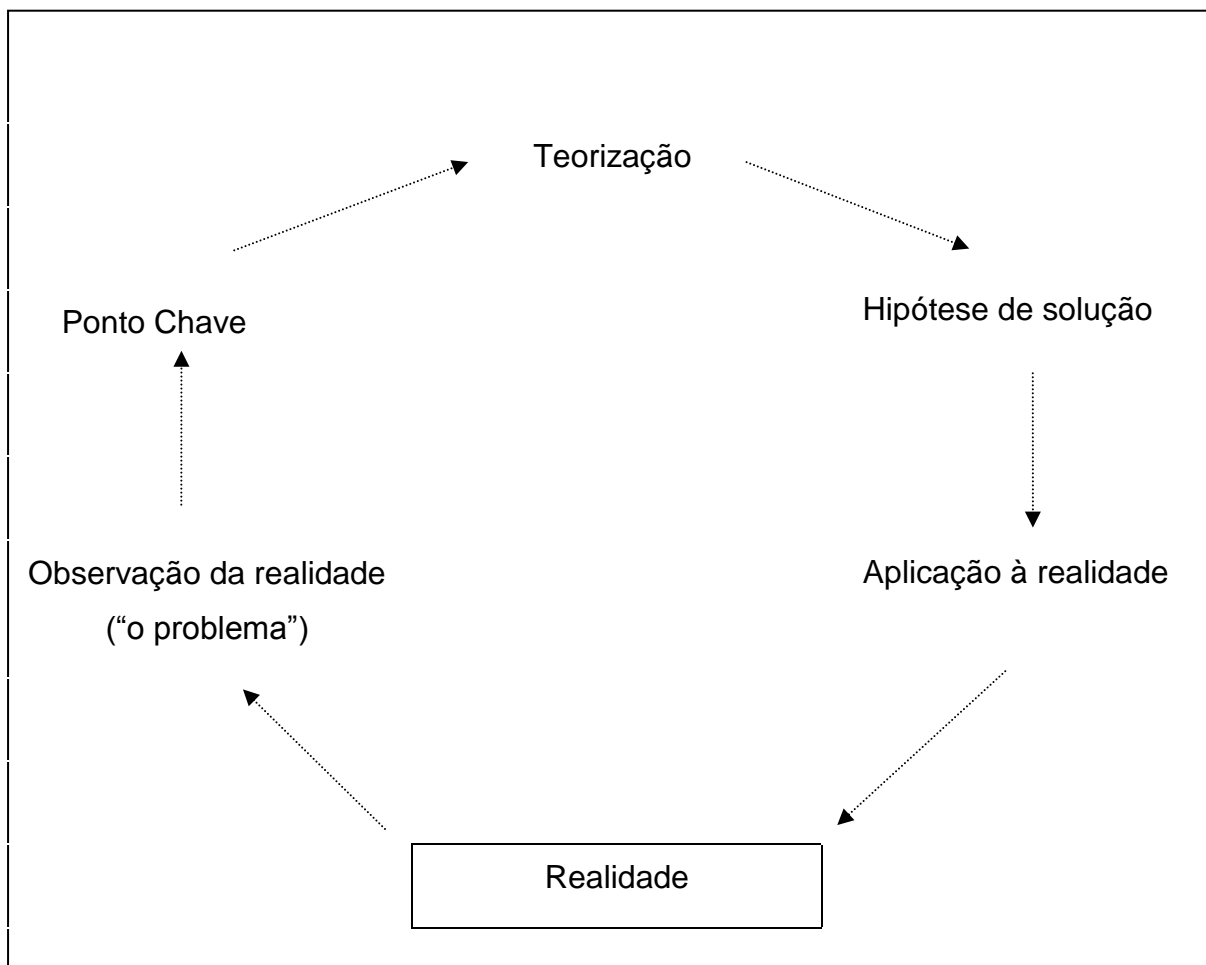 Teorização
Ponto Chave
Hipótese de solução
Observação da realidade
(“o problema”)
Aplicação à realidade
Realidade